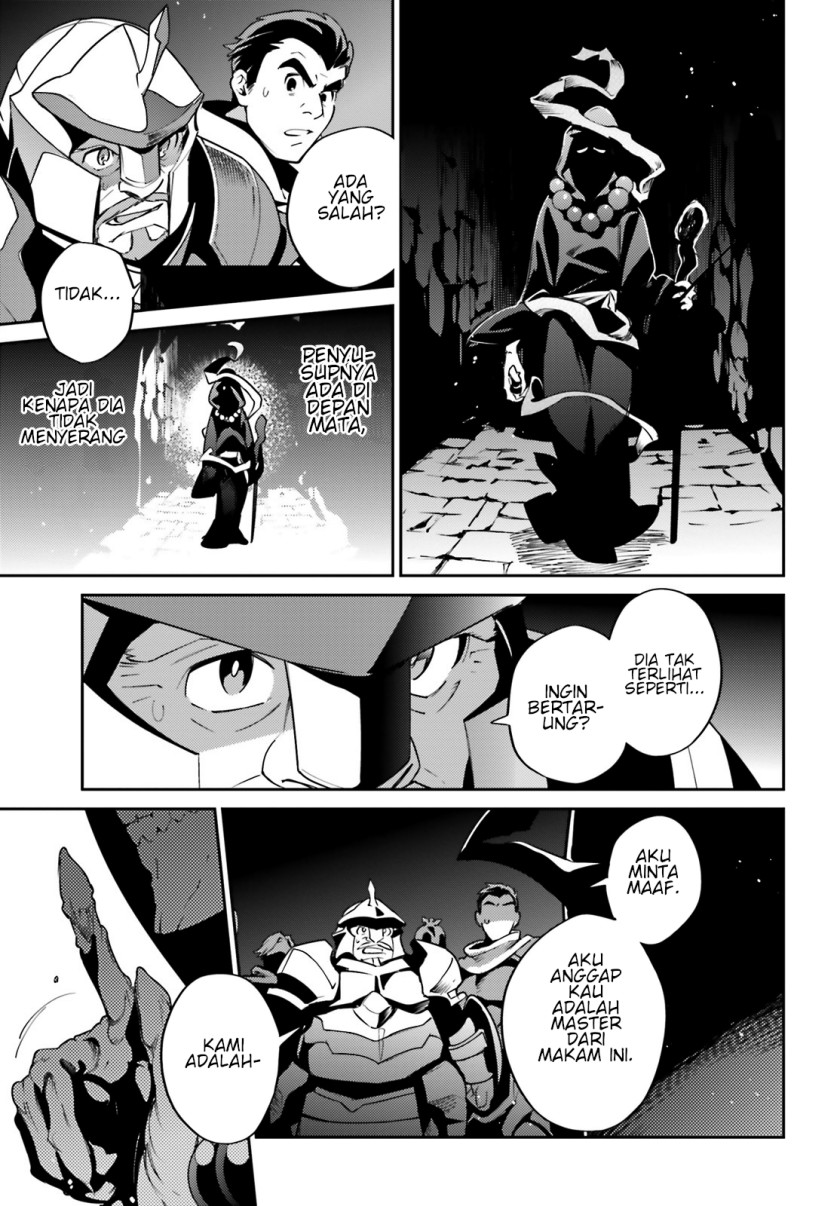 ADA
YANG
SALAH?
TIDAK...
PENYU-
SUPNYA
ADA DI
DEPAN
MATA,
JADI
KENAPA DIA
TIDAK
MENYERANG
DIA TAK
TERLIHAT
SEPERTI...
INGIN
BERTAR-
UNG?
AKU
MINTA
MAAF.
AKU
ANGGAP
KAU
ADALAH
MASTER
DARI
MAKAM INI.
KAMI
ADALAH-